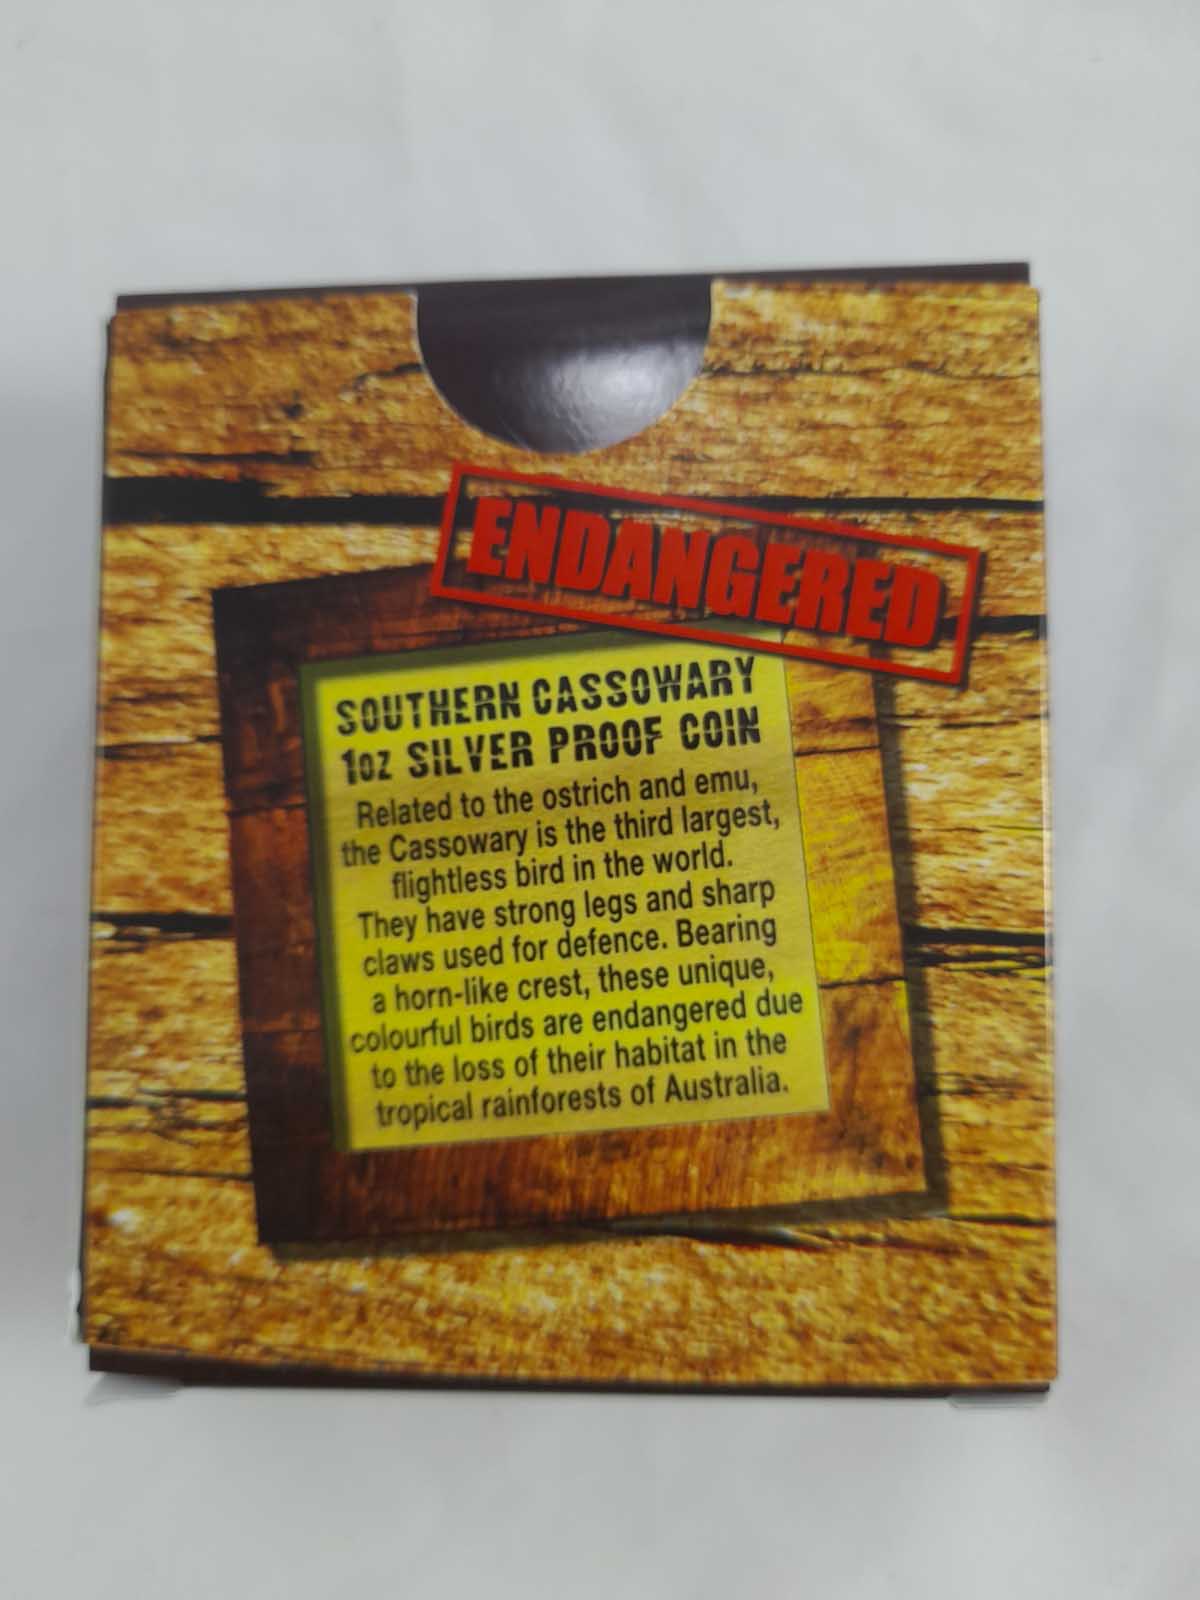 ENDANGERED
SOUTHERN CASSOWARY
1oz SILVER PROOF COIN
Related to the ostrich and emu,
the Cassowary is the third largest,
flightless bird in the world.
They have strong legs and sharp
claws used for defence. Bearing
a horn-like crest, these unique,
colourful birds are endangered due
to the loss of their habitat in the
tropical rainforests of Australia.